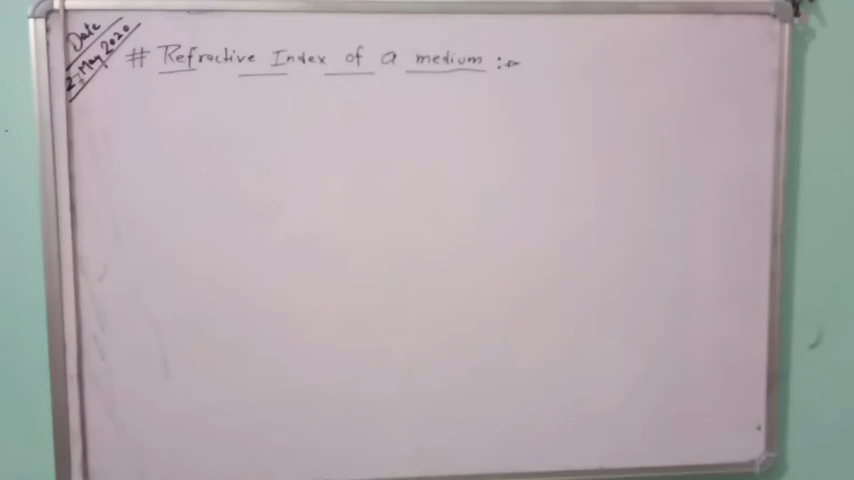 Date
27 May 2020
# Refractive Index of a medium :-